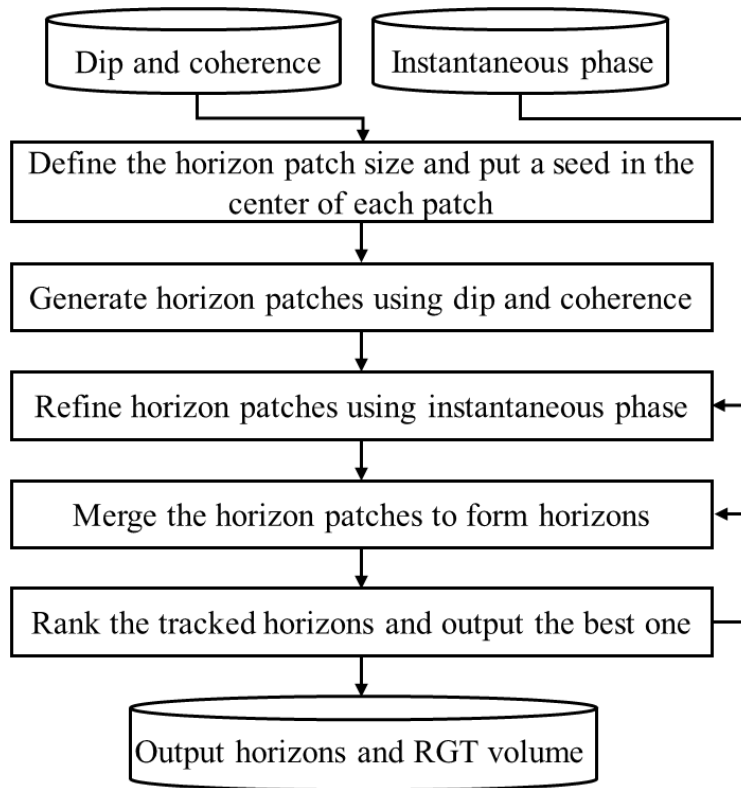 Dip and coherence
Instantaneous phase
Define the horizon patch size and put a seed in the
center of each patch
Generate horizon patches using dip and coherence
Refine horizon patches using instantaneous phase
Merge the horizon patches to form horizons
Rank the tracked horizons and output the best one
Output horizons and RGT volume